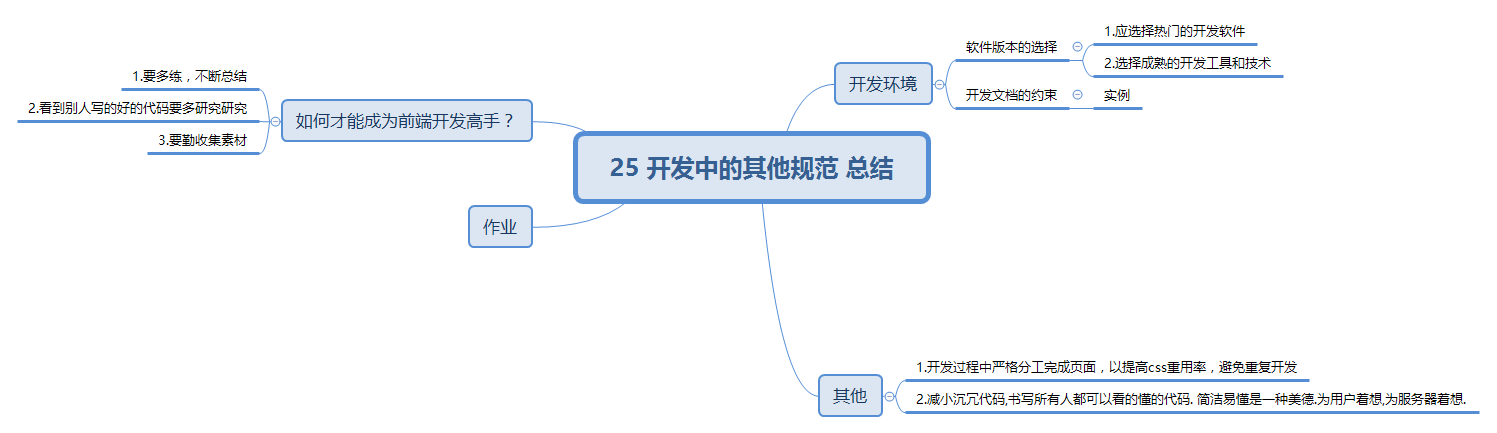 25 开发中的其他规范 总结
开发环境
软件版本的选择
1.应选择热门的开发软件
2.选择成熟的开发工具和技术
开发文档的约束
实例
其他
1.开发过程中严格分工完成页面，以提高css重用率，避免重复开发
2.减小沉冗代码,书写所有人都可以看的懂的代码. 简洁易懂是一种美德.为用户着想,为服务器着想.
如何才能成为前端开发高手？
1.要多练，不断总结
2.看到别人写的好的代码要多研究研究
3.要勤收集素材
作业